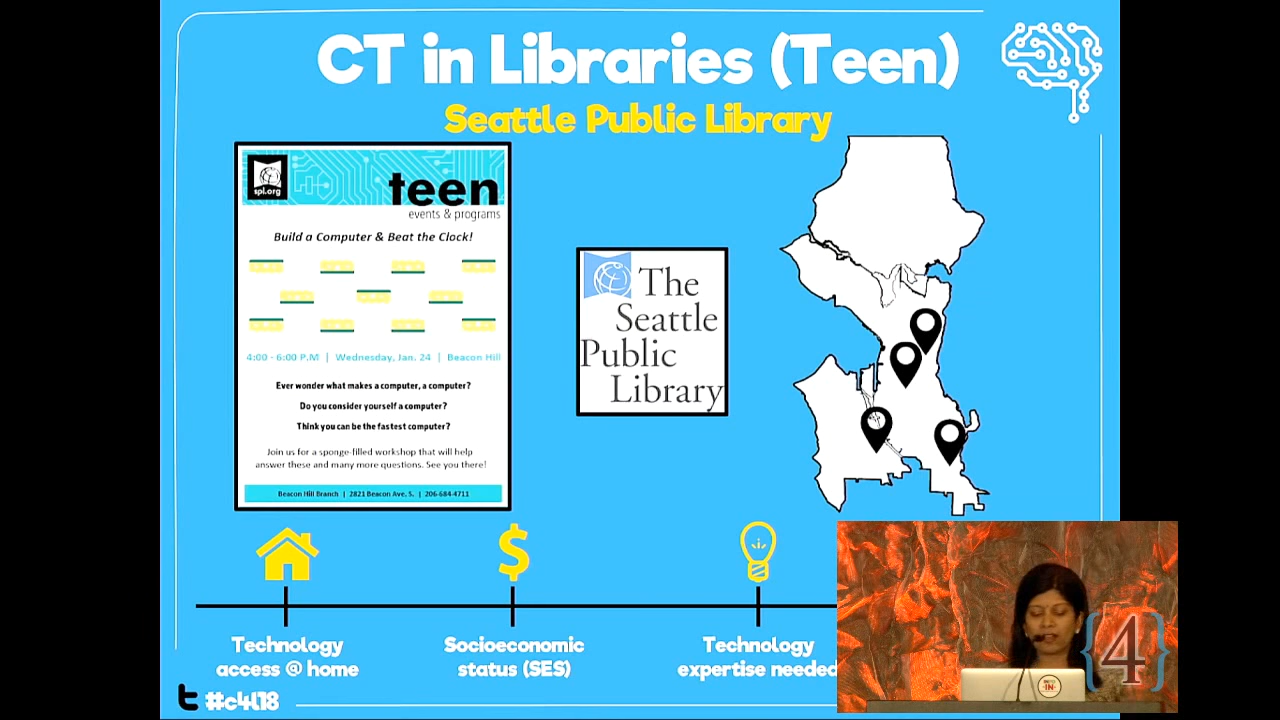 CT in Libraries (Teen)
Seattle Public Library
spl.org
teen
events & programs
Build a Computer & Beat the Clock!
4:00 - 6:00 P.M | Wednesday, Jan. 24 | Beacon Hill
Ever wonder what makes a computer, a computer?
Do you consider yourself a computer?
Think you can be the fastest computer?
Join us for a sponge-filled workshop that will help
answer these and many more questions. See you there!
Beacon Hill Branch | 2821 Beacon Ave. S. | 206-684-4711
The
Seattle
Public
Library
$
Technology
access @ home
Socioeconomic
status (SES)
Technology
expertise needed
#c4l18
{4}
IN